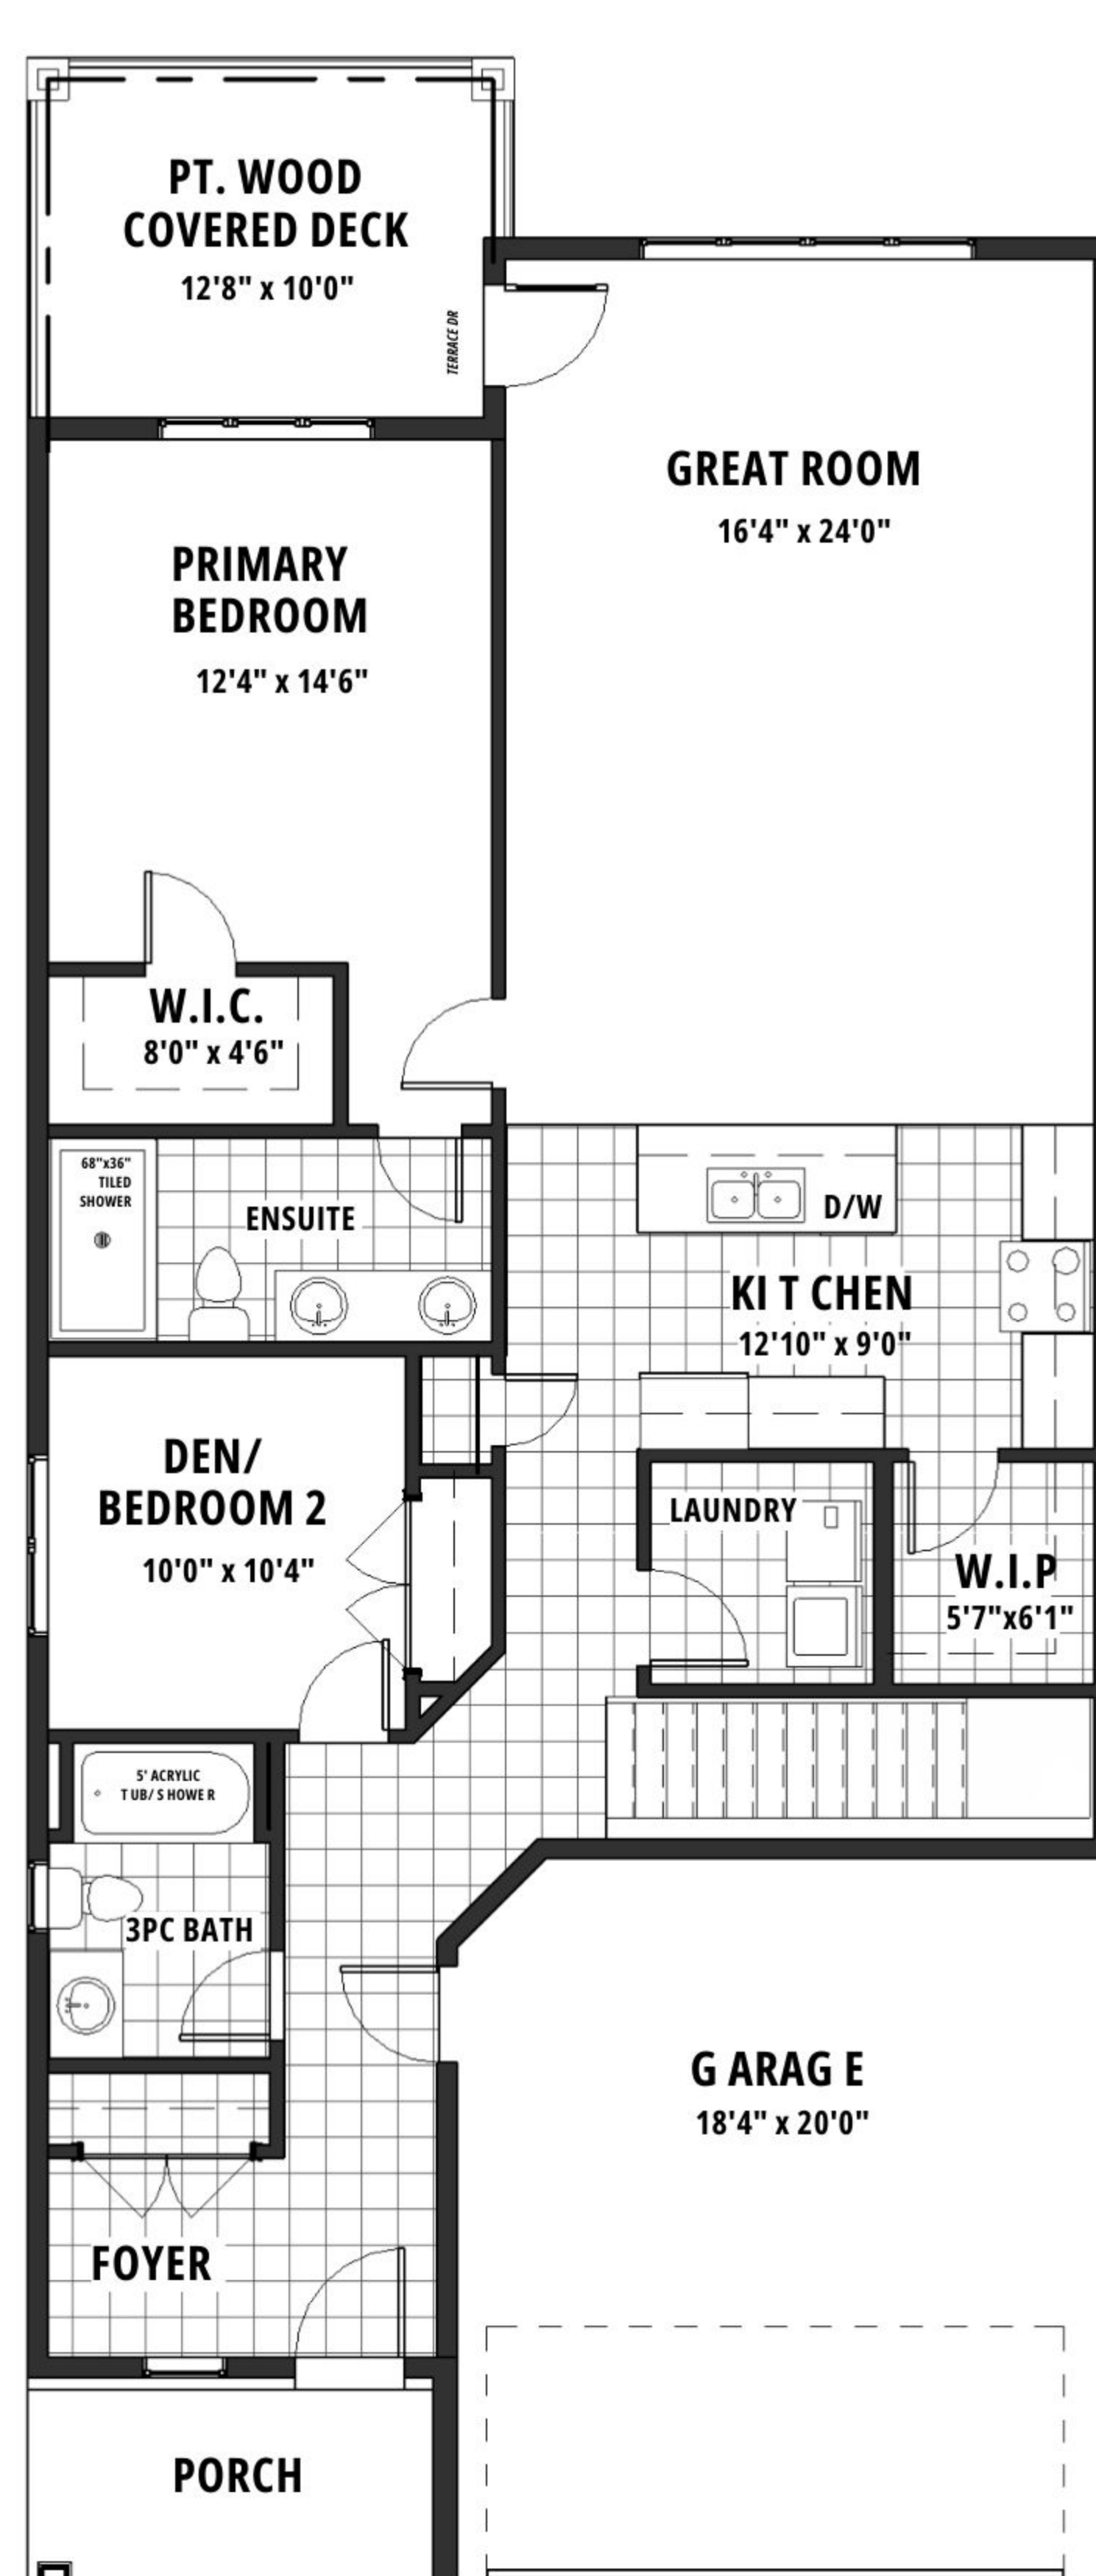 PT. WOOD
COVERED DECK
12'8" x 10'0"
TERRACE DR
GREAT ROOM
16'4" x 24'0"
PRIMARY
BEDROOM
12'4" x 14'6"
W.I.C.
8'0" x 4'6"
68"x36"
TILED
SHOWER
ENSUITE
D/W
KI T CHEN
12'10" x 9'0"
DEN/
BEDROOM 2
10'0" x 10'4"
LAUNDRY
W.I.P
5'7"x6'1"
5' ACRYLIC
T UB/ S HOWE R
3PC BATH
G ARAG E
18'4" x 20'0"
FOYER
PORCH